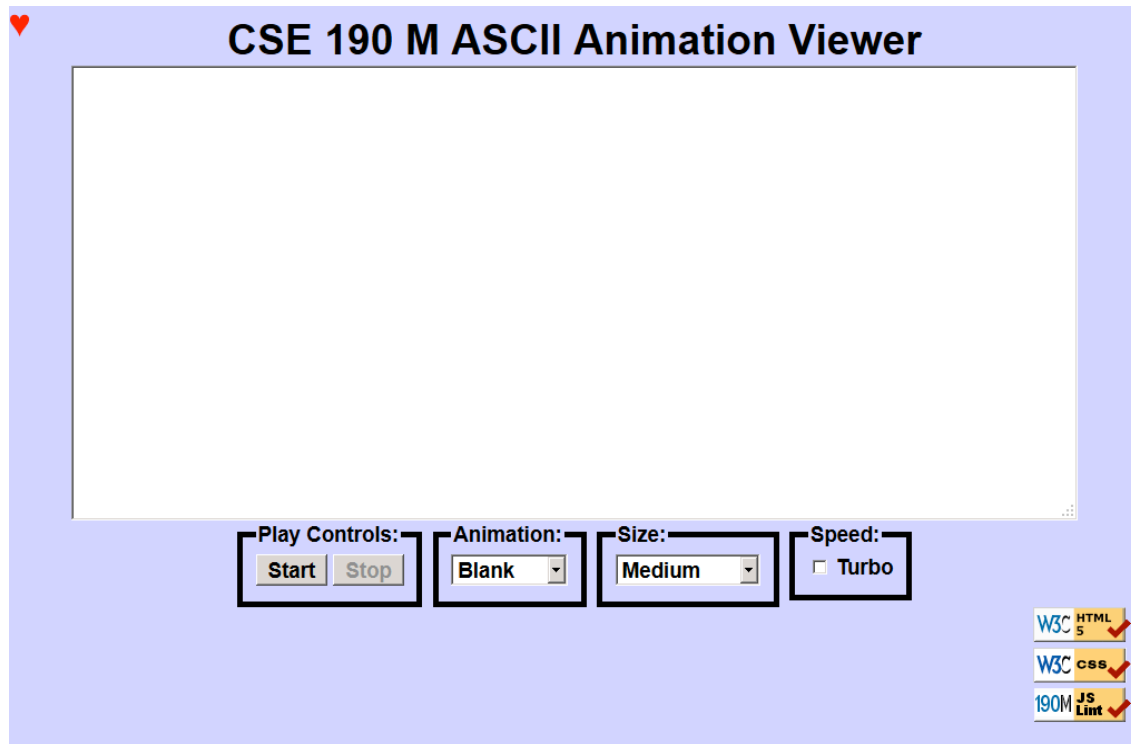 CSE 190 M ASCII Animation Viewer
Play Controls: Animation: Size: Speed:
Start Stop Blank Medium Turbo
W3C HTML 5
W3C css
190M JS Lint